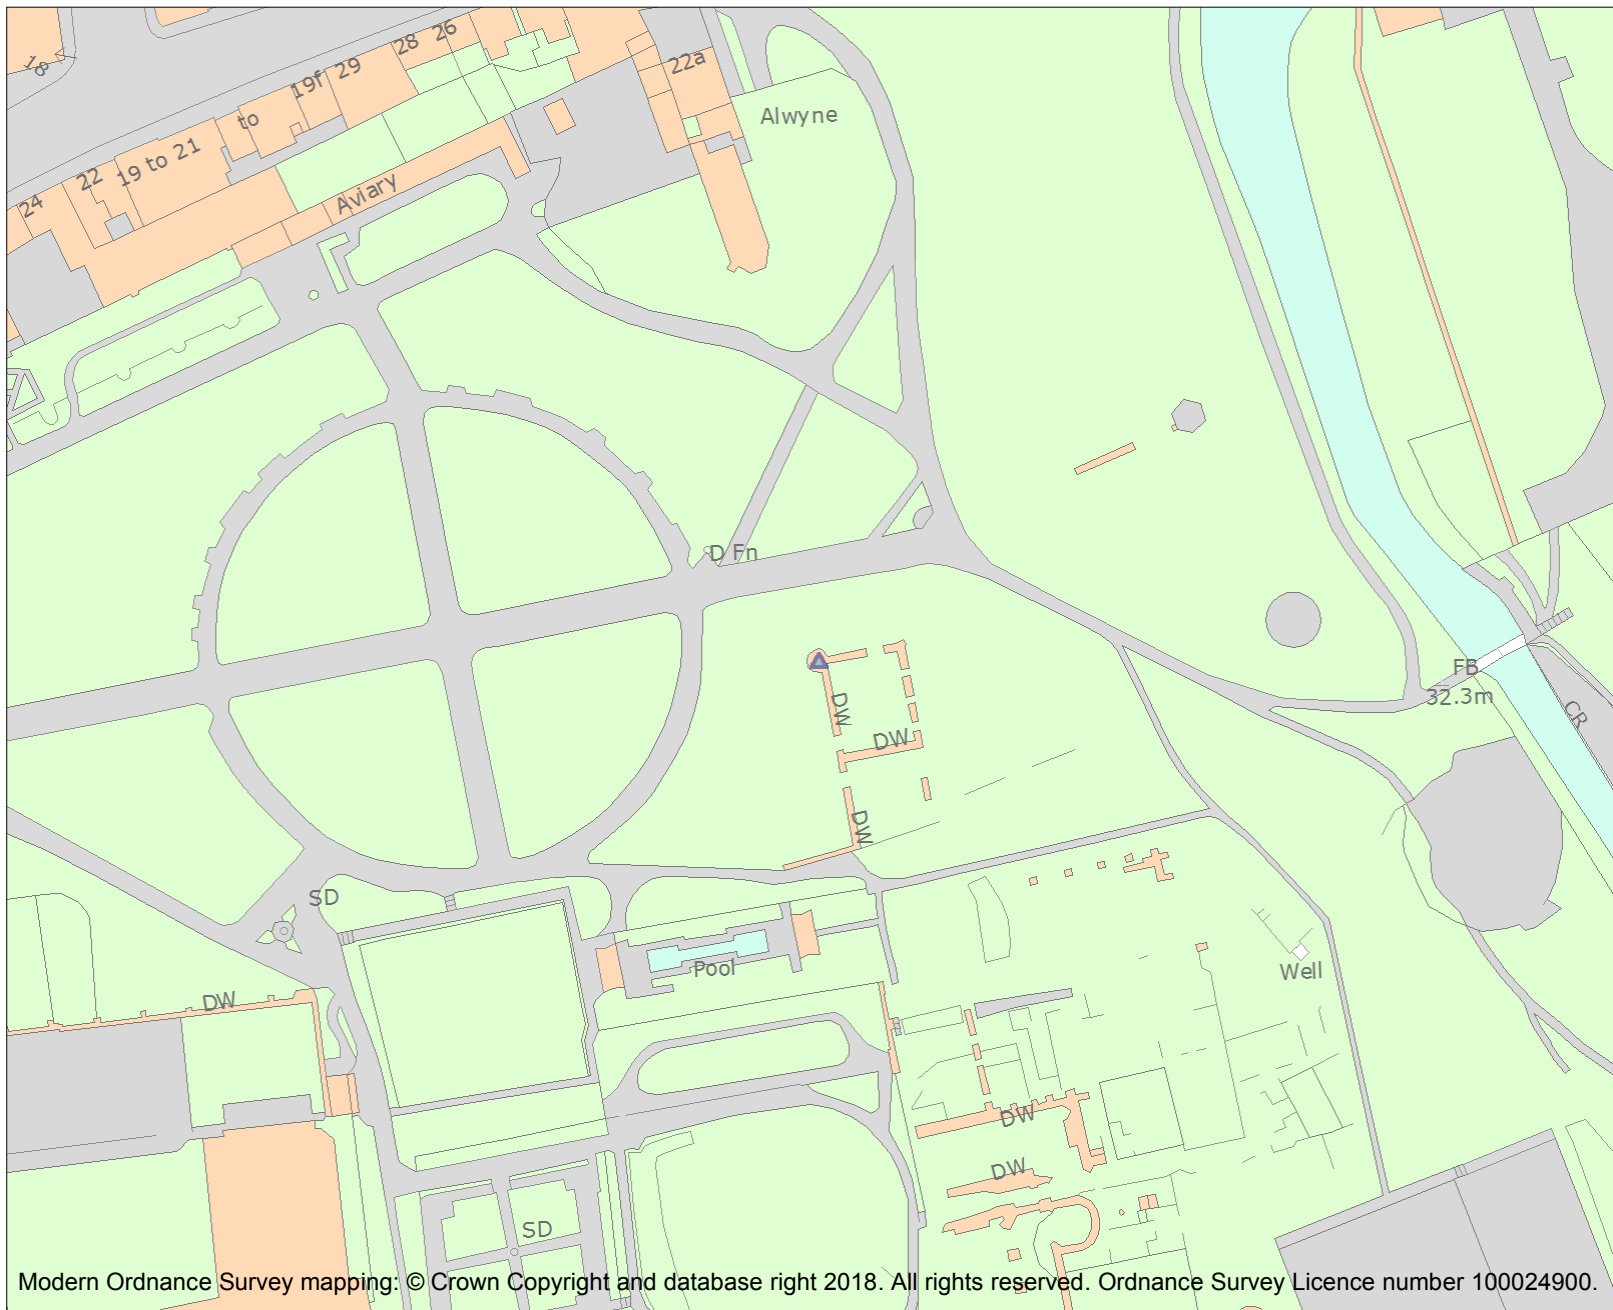 18
24
22
19 to 21
to
19f
29
28
26
22a
Alwyne
Aviary
D Fn
DW
DW
DW
FB
32.3m
CR
SD
Pool
Well
DW
DW
DW
SD
Modern Ordnance Survey mapping: © Crown Copyright and database right 2018. All rights reserved. Ordnance Survey Licence number 100024900.